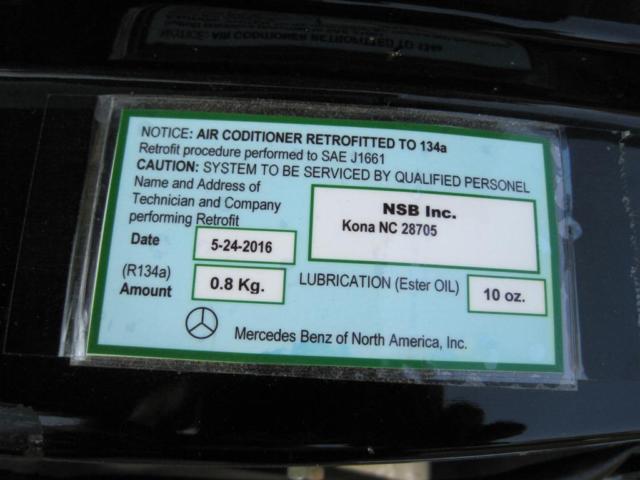 NOTICE: AIR CODITIONER RETROFITTED TO 134a
Retrofit procedure performed to SAE J1661
CAUTION: SYSTEM TO BE SERVICED BY QUALIFIED PERSONEL
Name and Address of
Technician and Company
performing Retrofit
NSB Inc.
Kona NC 28705
Date
5-24-2016
(R134a)
Amount
0.8 Kg.
LUBRICATION (Ester OIL)
10 oz.
Mercedes Benz of North America, Inc.